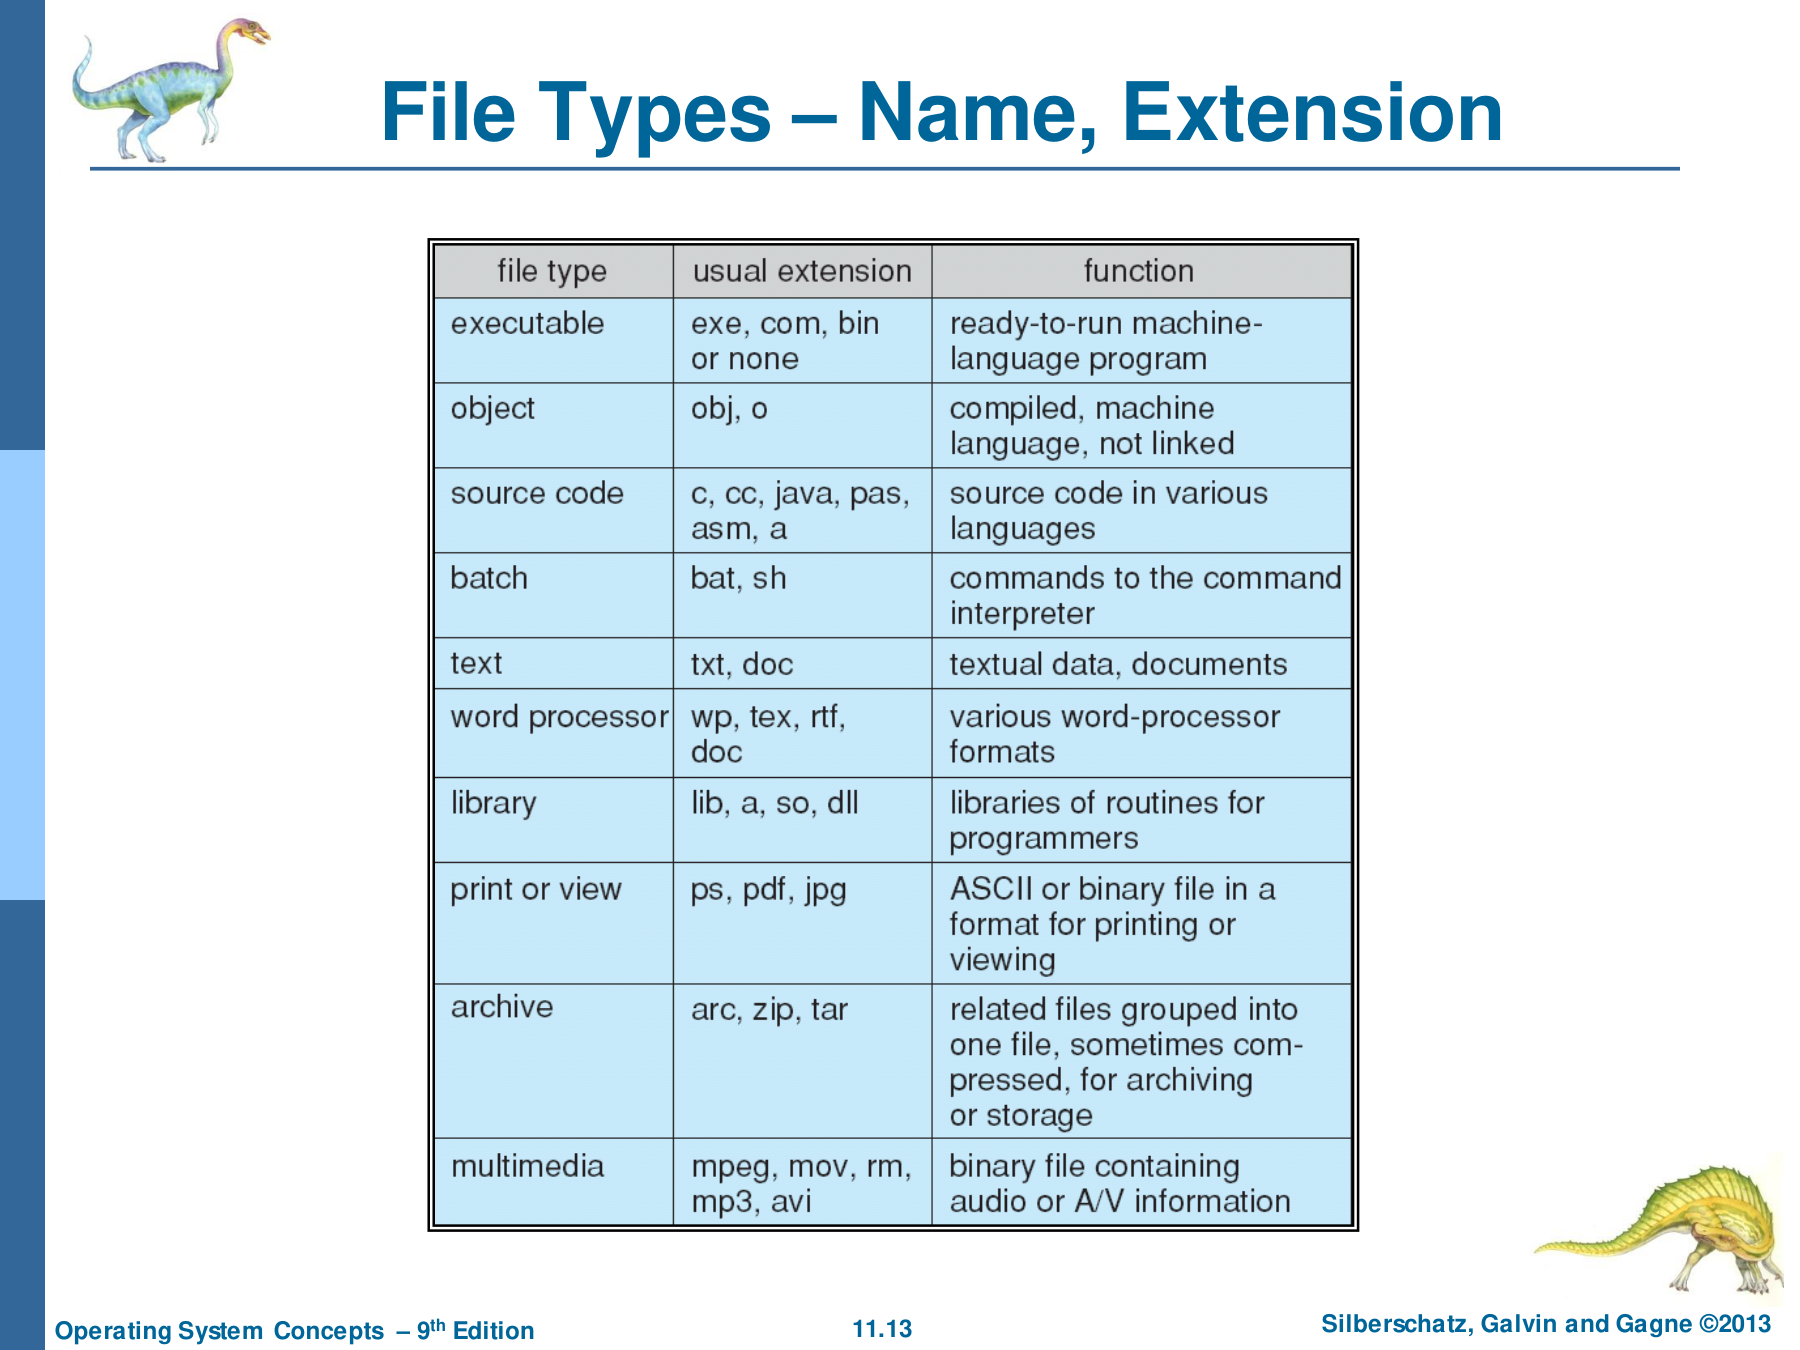 File Types – Name, Extension
file type usual extension function
executable exe, com, bin ready-to-run machine-
or none language program
object obj, o compiled, machine
language, not linked
source code c, cc, java, pas, source code in various
asm, a languages
batch bat, sh commands to the command
interpreter
text txt, doc textual data, documents
word processor wp, tex, rtf, various word-processor
doc formats
library lib, a, so, dll libraries of routines for
programmers
print or view ps, pdf, jpg ASCII or binary file in a
format for printing or
viewing
archive arc, zip, tar related files grouped into
one file, sometimes com-
pressed, for archiving
or storage
multimedia mpeg, mov, rm, binary file containing
mp3, avi audio or A/V information
Operating System Concepts – 9th Edition 11.13 Silberschatz, Galvin and Gagne ©2013